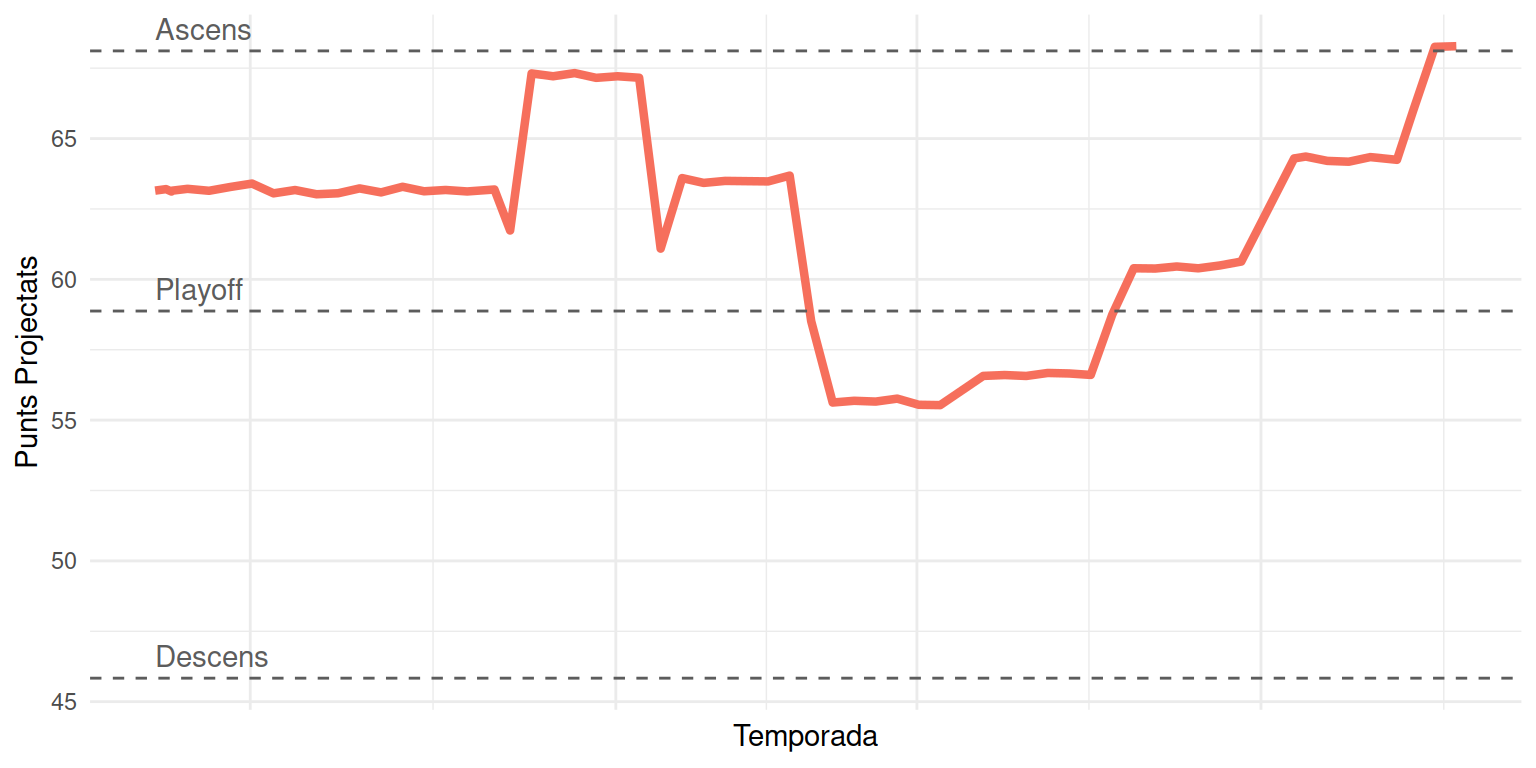 Ascens
65
60
Playoff
55
50
Descens
45
Punts Projectats
Temporada